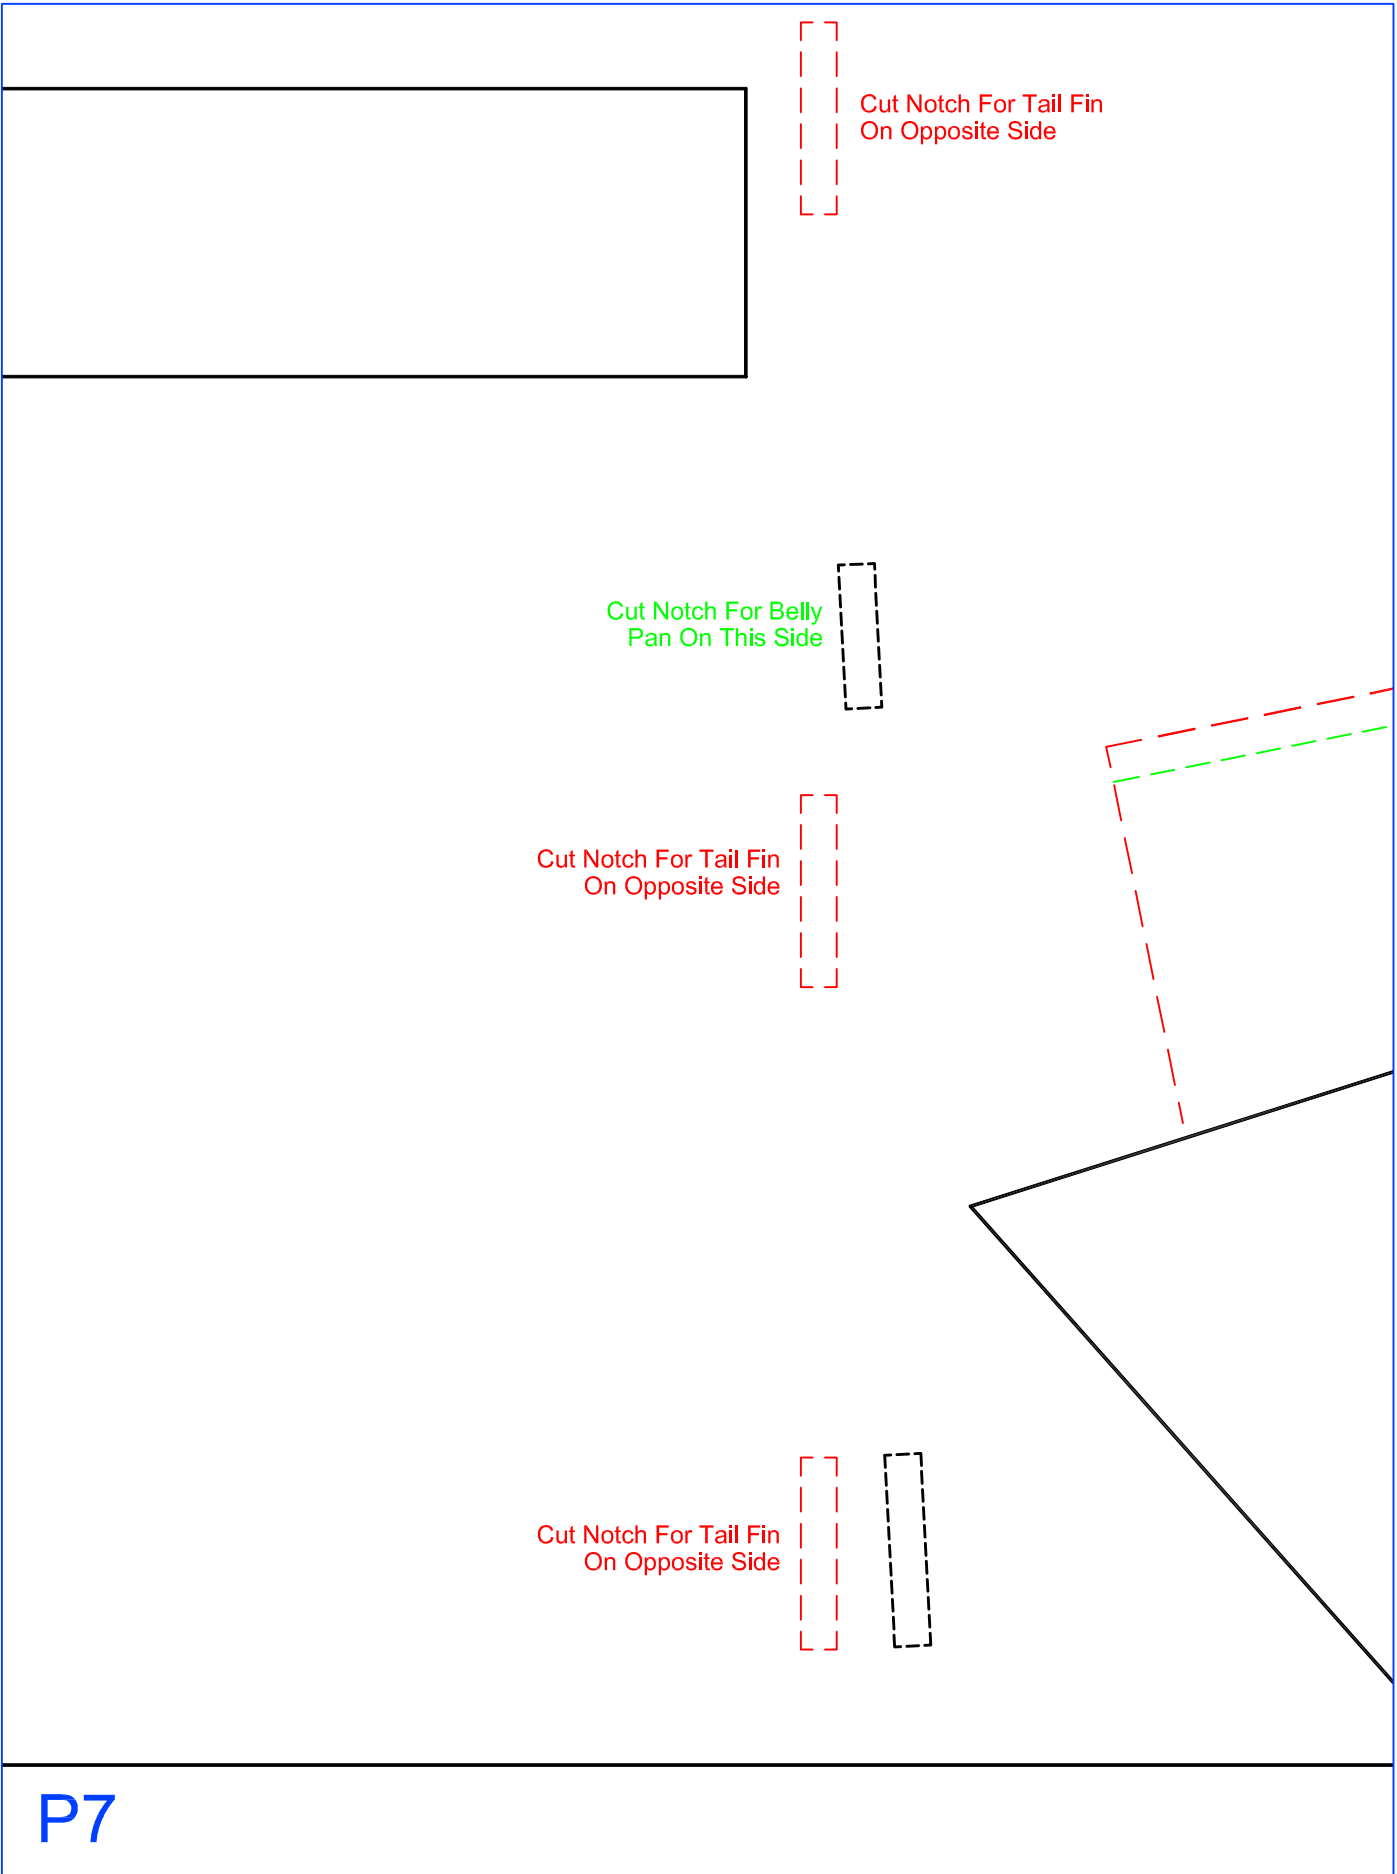 Cut Notch For Tail Fin
On Opposite Side
Cut Notch For Belly
Pan On This Side
Cut Notch For Tail Fin
On Opposite Side
Cut Notch For Tail Fin
On Opposite Side
P7